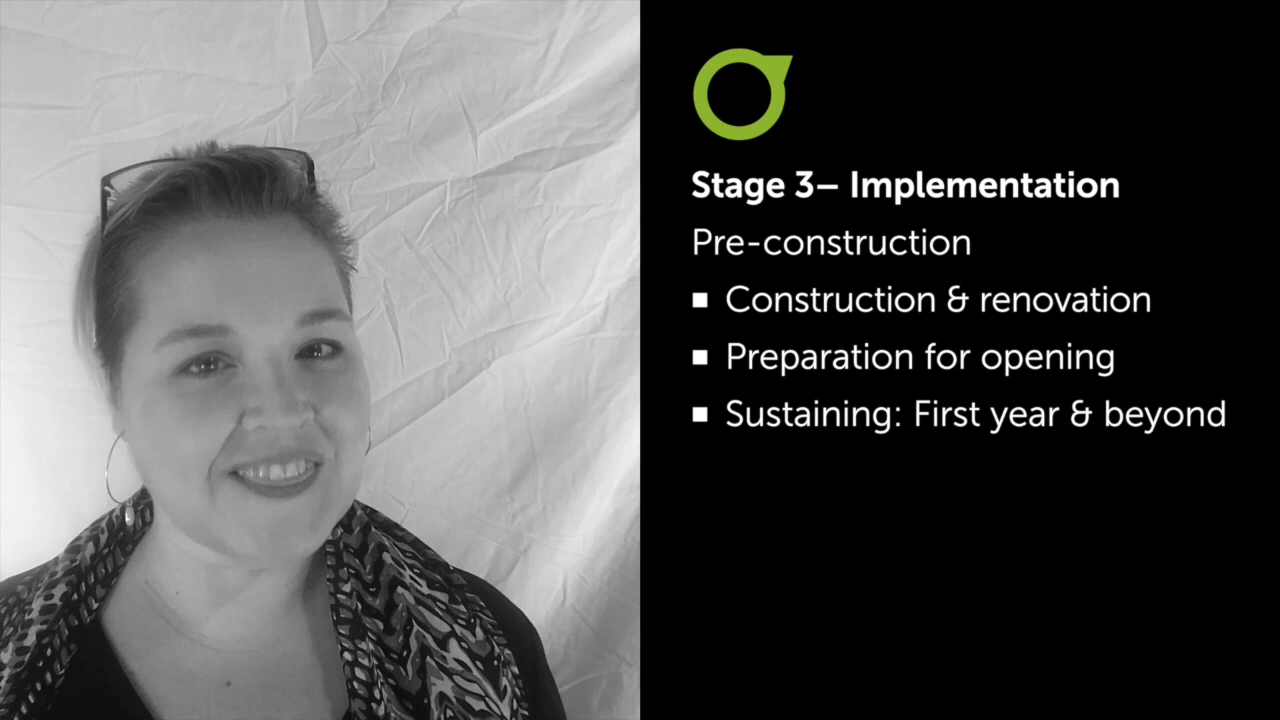 Stage 3– Implementation
Pre-construction
▪ Construction & renovation
▪ Preparation for opening
▪ Sustaining: First year & beyond